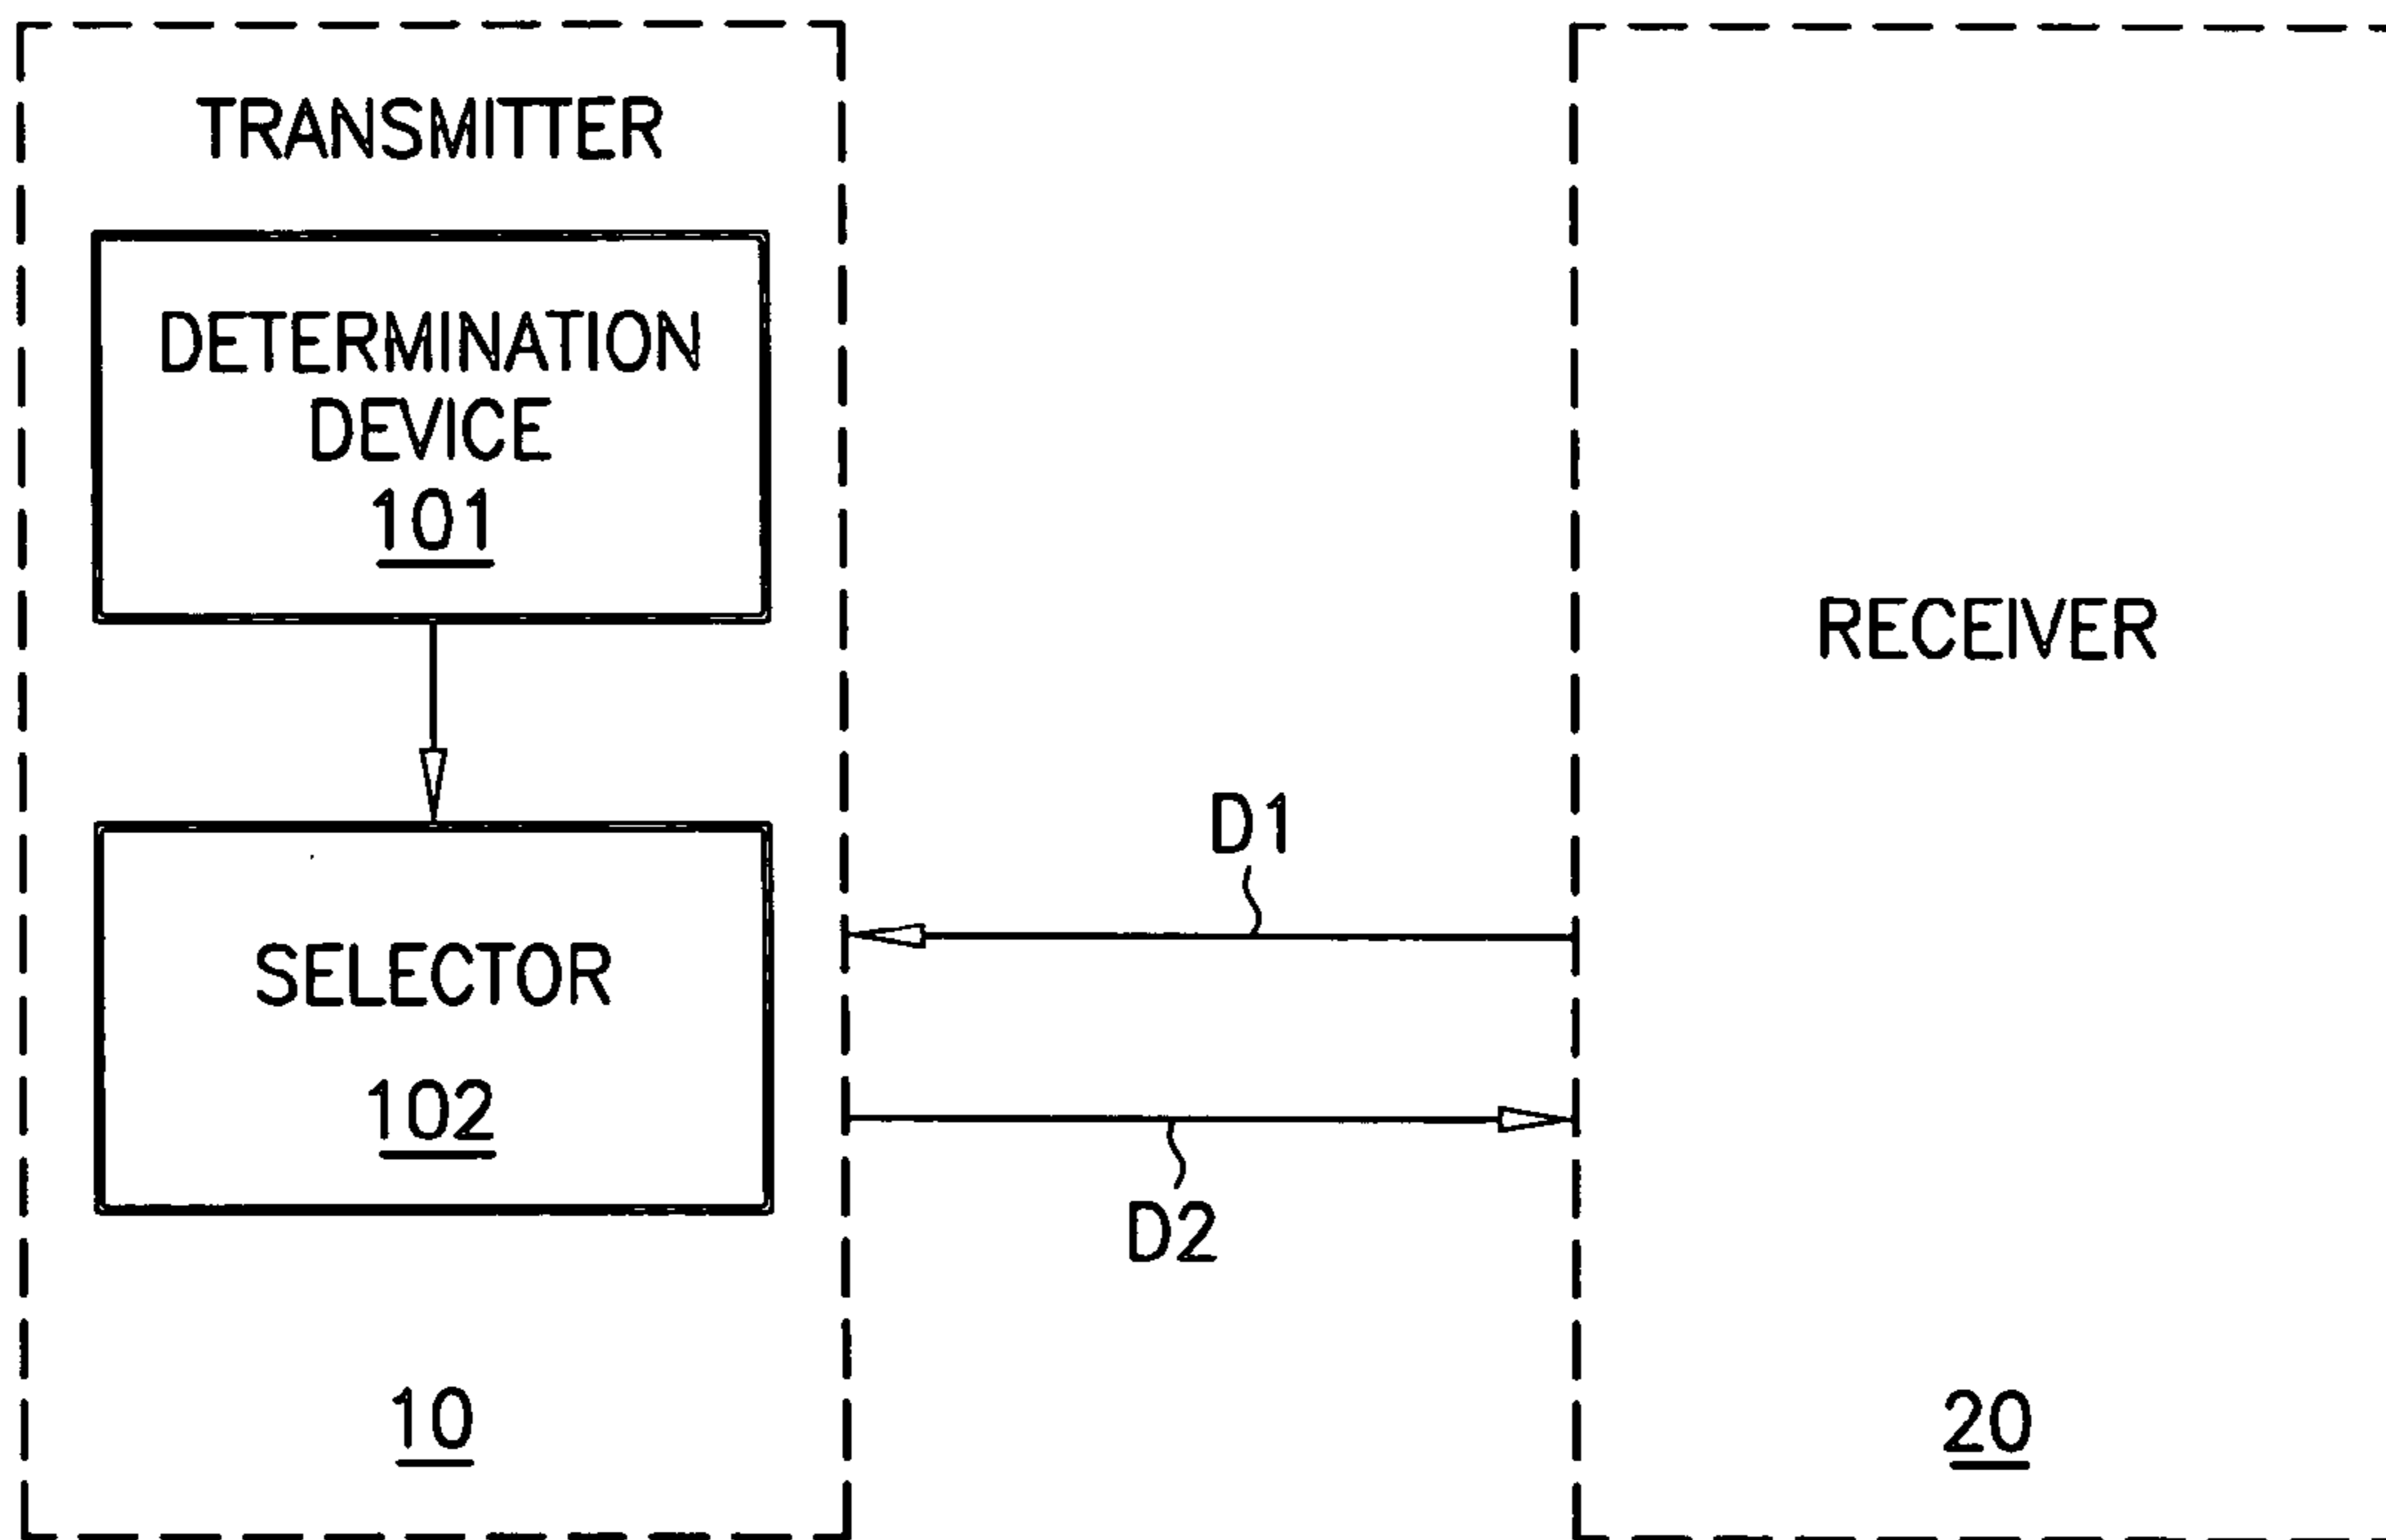 TRANSMITTER
DETERMINATION
DEVICE
101
SELECTOR
102
10
D1
D2
RECEIVER
20